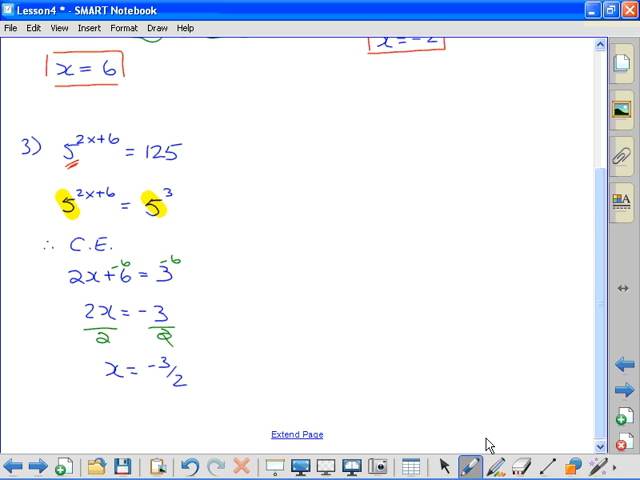 Lesson4 * - SMART Notebook
File Edit View Insert Format Draw Help
x = 6
x = -2
3) 5^{2x+6} = 125
5^{2x+6} = 5^3
∴ C.E.
-6 -6
2x+6 = 3
2x = -3
2 2
x = -3/2
Extend Page